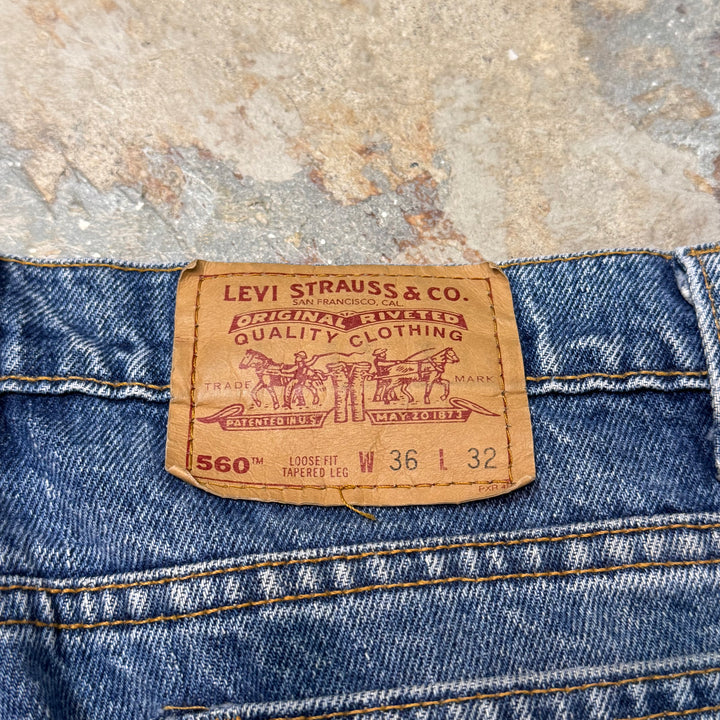 LEVI STRAUSS & CO.
SAN FRANCISCO, CAL.
ORIGINAL RIVETED
QUALITY CLOTHING
TRADE MARK
PATENTED IN U.S. MAY 20 1873
560™ LOOSE FIT TAPERED LEG W 36 L 32